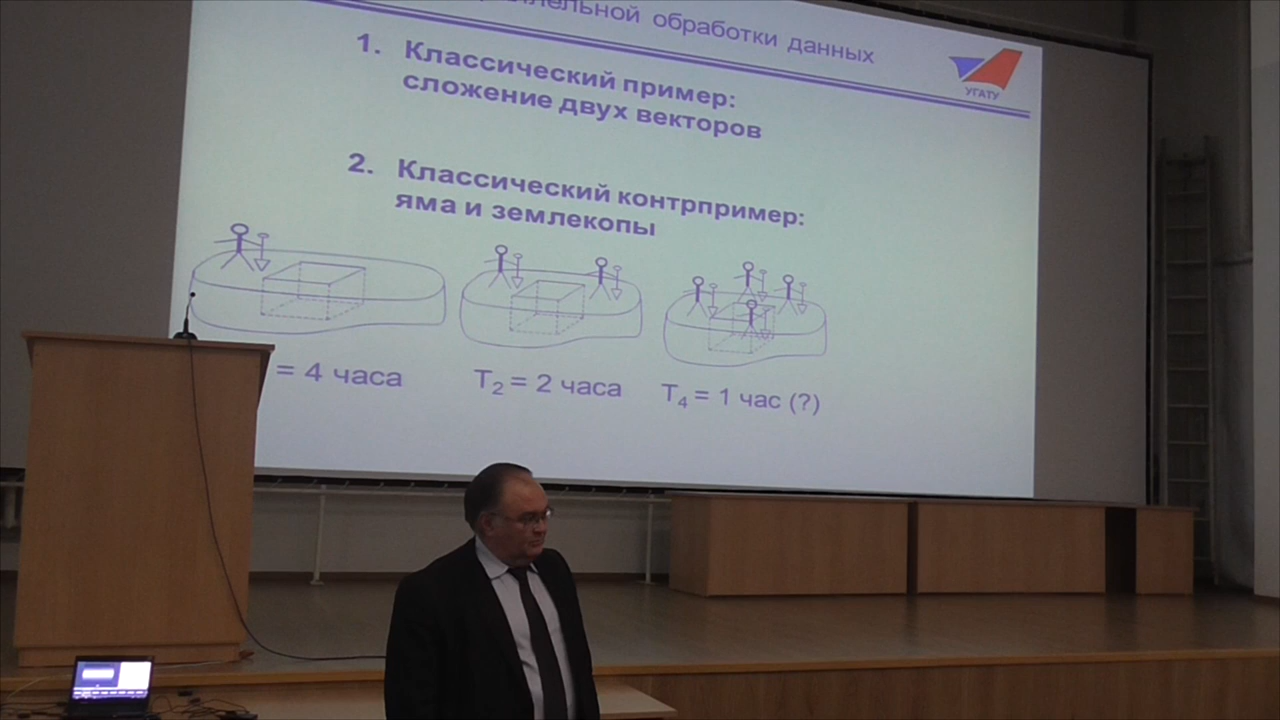 обработки данных
УГАТУ
1. Классический пример:
сложение двух векторов
2. Классический контрпример:
яма и землекопы
= 4 часа
T2 = 2 часа
T4 = 1 час (?)